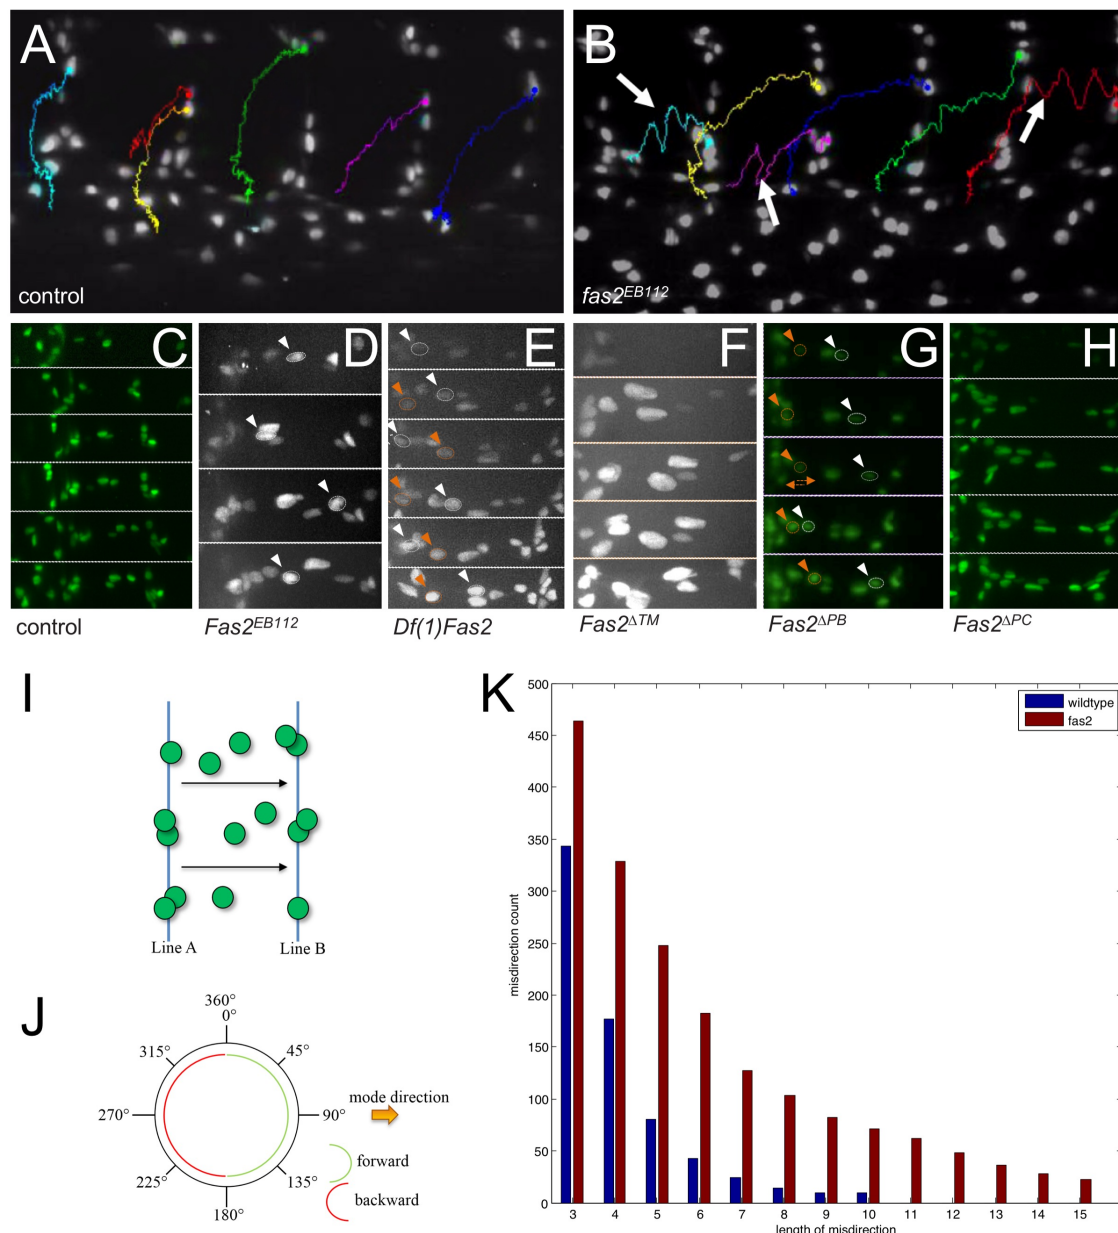 A
control
B
fas2EB112
C
D
E
F
G
H
control
Fas2EB112
Df(1)Fas2
Fas2ΔTM
Fas2ΔPB
Fas2ΔPC
I
Line A
Line B
J
360°
0°
315°
45°
270°
90°
mode direction
225°
135°
180°
forward
backward
K
wildtype
fas2
500
450
400
350
300
250
200
150
100
50
0
misdirection count
3 4 5 6 7 8 9 10 11 12 13 14 15
length of misdirection